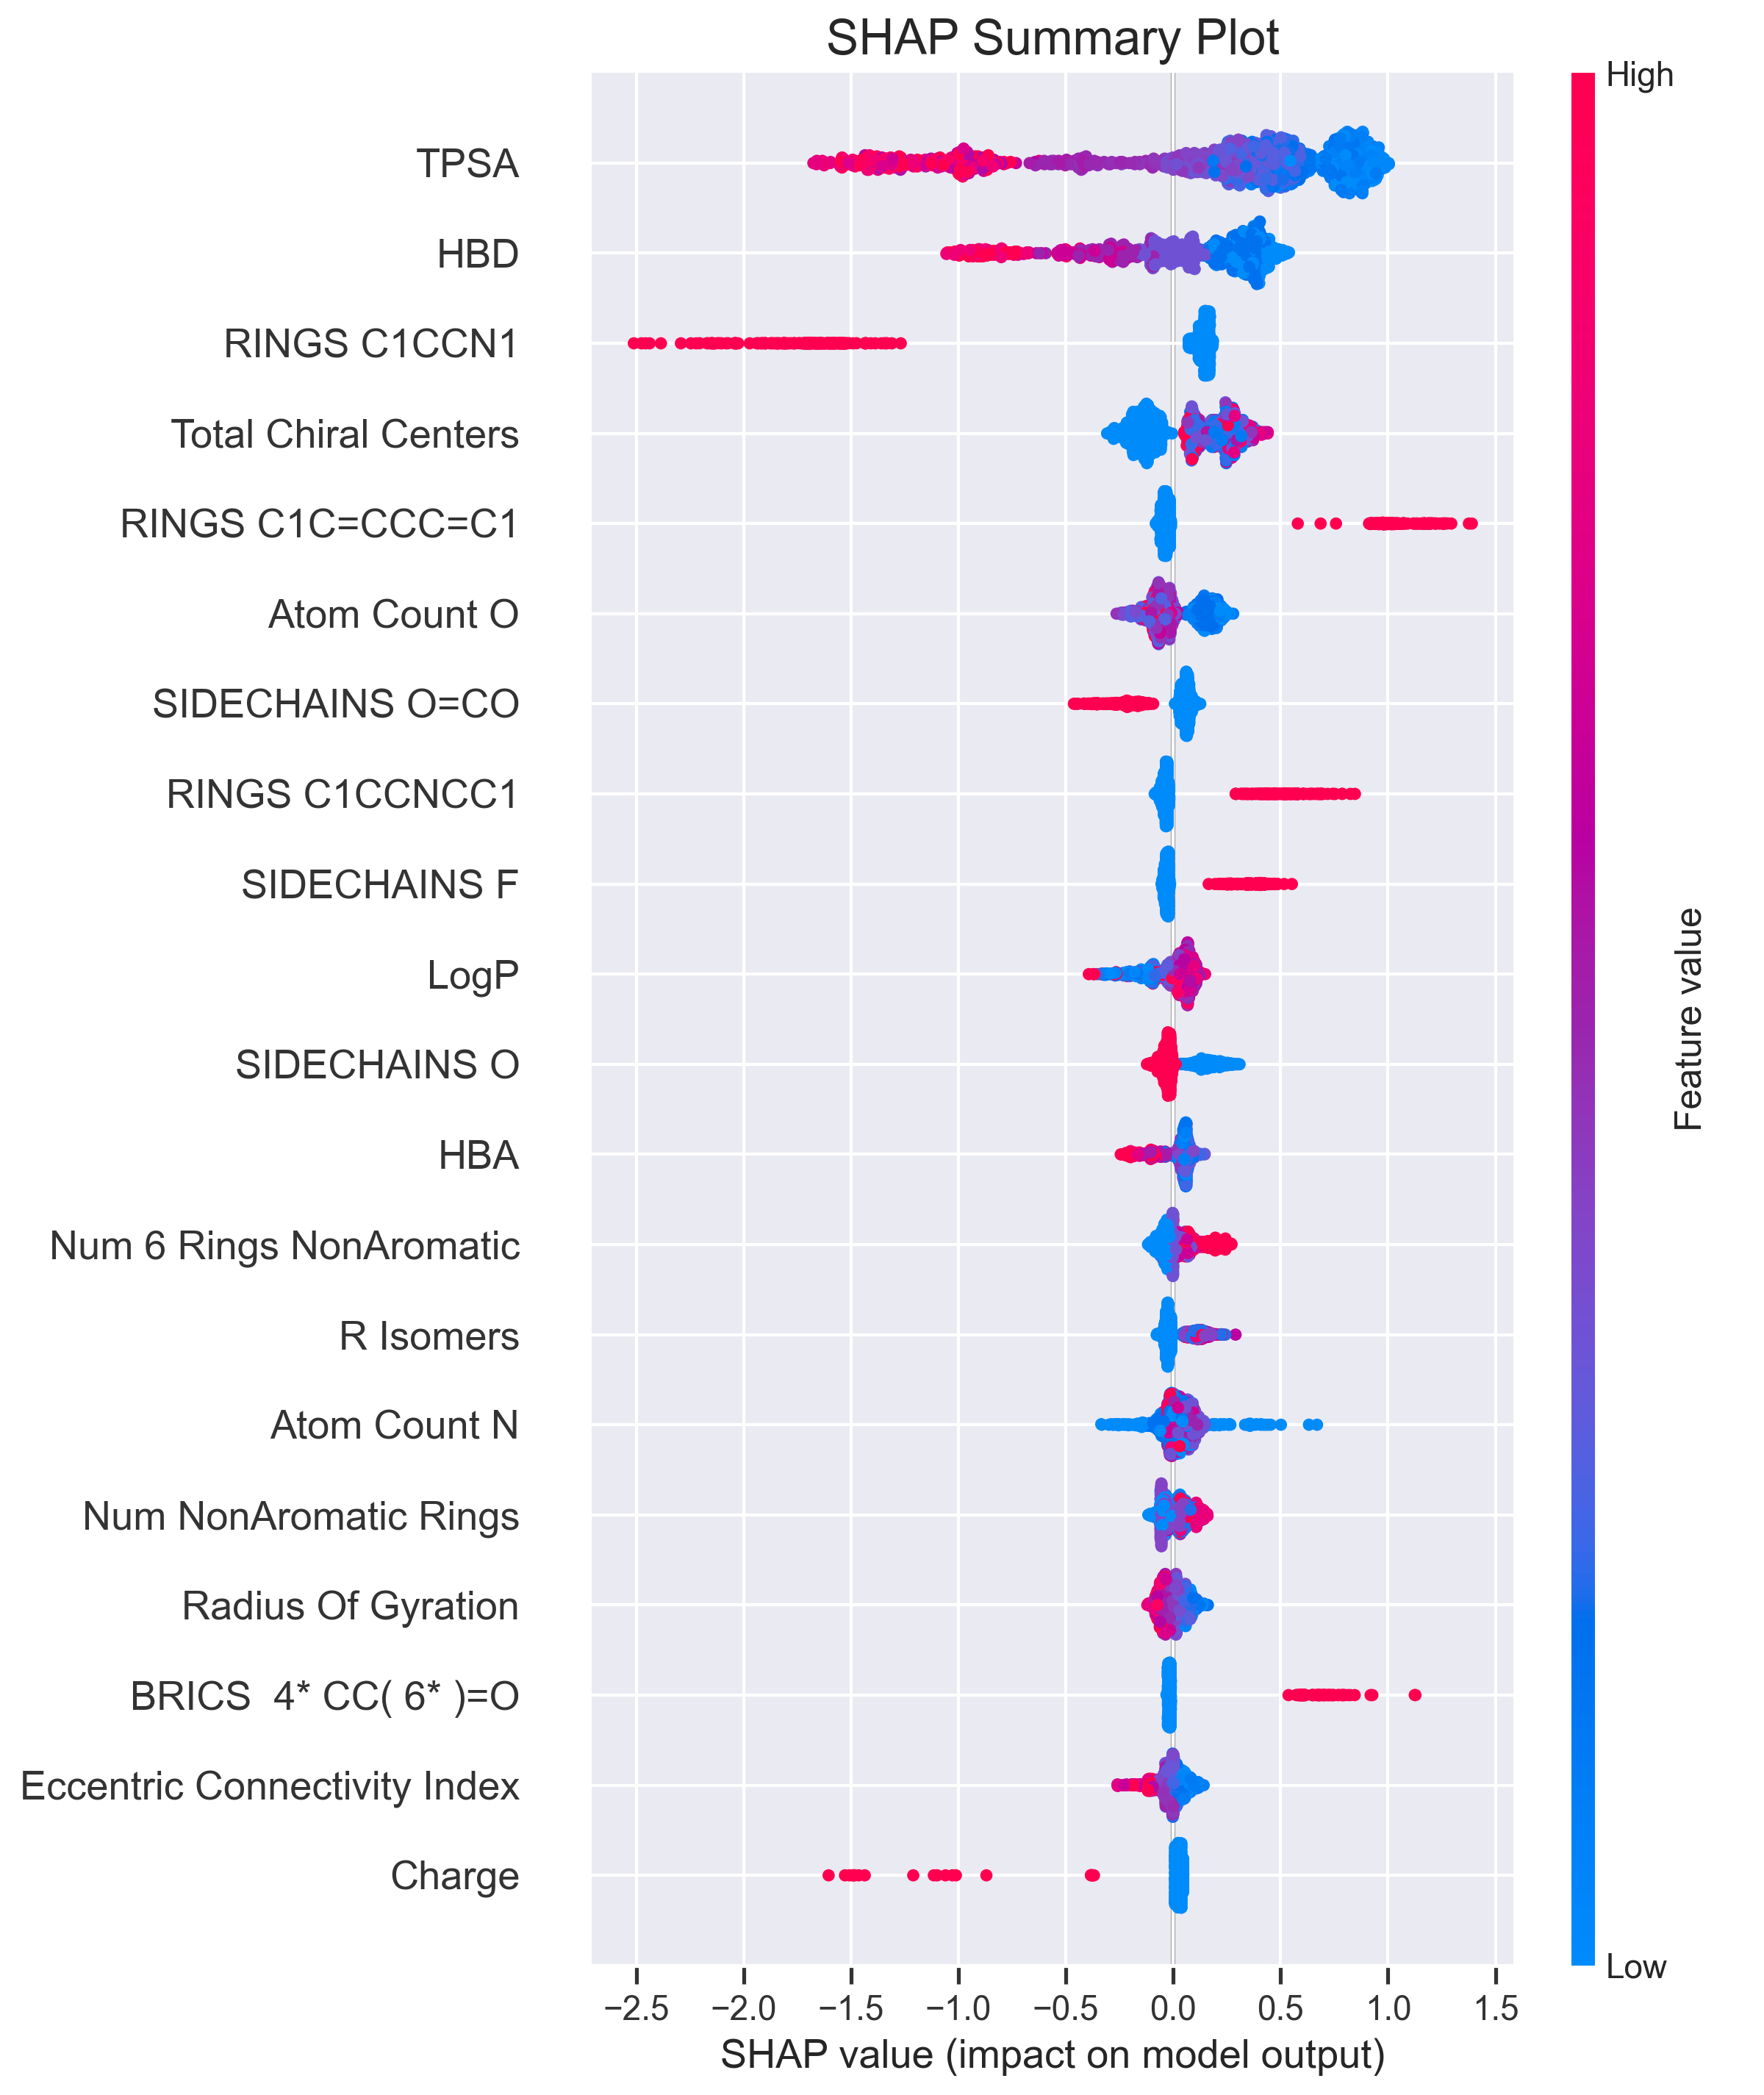 SHAP Summary Plot
High
TPSA
HBD
RINGS C1CCN1
Total Chiral Centers
RINGS C1C=CCC=C1
Atom Count O
SIDECHAINS O=CO
RINGS C1CCNCC1
SIDECHAINS F
LogP
SIDECHAINS O
HBA
Num 6 Rings NonAromatic
R Isomers
Atom Count N
Num NonAromatic Rings
Radius Of Gyration
BRICS  4* CC( 6* )=O
Eccentric Connectivity Index
Charge
Feature value
Low
−2.5 −2.0 −1.5 −1.0 −0.5 0.0 0.5 1.0 1.5
SHAP value (impact on model output)